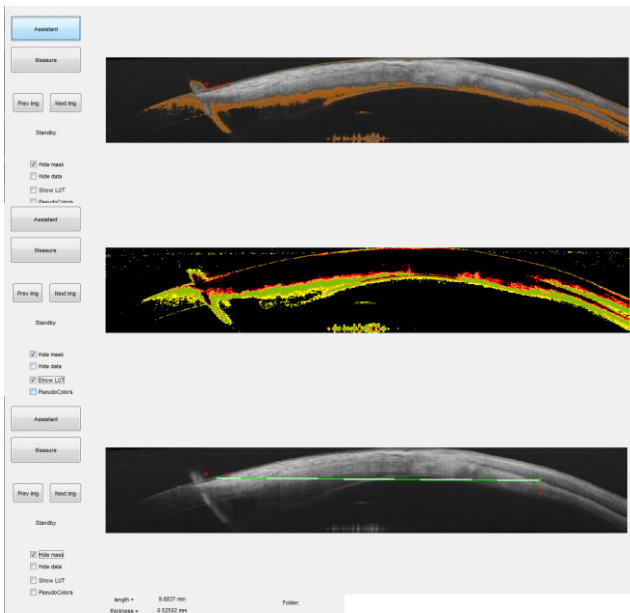 Assistant
Measure
Prev Img Next Img
Standby
Hide mask
Hide data
Show LUT
PseudoColors
Assistant
Measure
Prev Img Next Img
Standby
Hide mask
Hide data
Show LUT
PseudoColors
Assistant
Measure
Prev Img Next Img
Standby
Hide mask
Hide data
Show LUT
PseudoColors
length = 9.6837 mm Folder:
thickness = 0.52592 mm